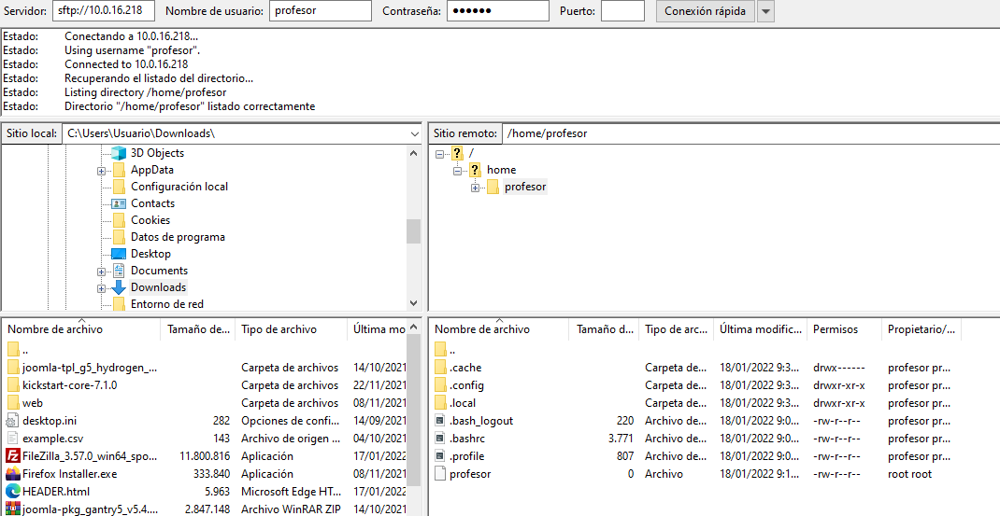 Servidor: sftp://10.0.16.218 Nombre de usuario: profesor Contraseña: ●●●●●● Puerto: Conexión rápida
Estado: Conectando a 10.0.16.218...
Estado: Using username "profesor".
Estado: Connected to 10.0.16.218
Estado: Recuperando el listado del directorio...
Estado: Listing directory /home/profesor
Estado: Directorio "/home/profesor" listado correctamente
Sitio local: C:\Users\Usuario\Downloads\
3D Objects
AppData
Configuración local
Contacts
Cookies
Datos de programa
Desktop
Documents
Downloads
Entorno de red
Sitio remoto: /home/profesor
/
home
profesor
Nombre de archivo Tamaño de... Tipo de archivo Última mo
..
joomla-tpl_g5_hydrogen_... Carpeta de archivos 14/10/2021
kickstart-core-7.1.0 Carpeta de archivos 22/11/2021
web Carpeta de archivos 08/11/2021
desktop.ini 282 Opciones de confi... 14/09/2021
example.csv 143 Archivo de origen ... 04/10/2021
FileZilla_3.57.0_win64_spo... 11.800.816 Aplicación 17/01/2022
Firefox Installer.exe 333.840 Aplicación 08/11/2021
HEADER.html 5.963 Microsoft Edge HT... 17/01/2022
joomla-pkg_gantry5_v5.4.... 2.847.148 Archivo WinRAR ZIP 14/10/2021
Nombre de archivo Tamaño d... Tipo de arc... Última modific... Permisos Propietario/...
..
.cache Carpeta de... 18/01/2022 9:3... drwx------ profesor pr...
.config Carpeta de... 18/01/2022 9:3... drwxr-xr-x profesor pr...
.local Carpeta de... 18/01/2022 9:3... drwxr-xr-x profesor pr...
.bash_logout 220 Archivo de... 18/01/2022 9:0... -rw-r--r-- profesor pr...
.bashrc 3.771 Archivo de... 18/01/2022 9:0... -rw-r--r-- profesor pr...
.profile 807 Archivo de... 18/01/2022 9:0... -rw-r--r-- profesor pr...
profesor 0 Archivo 18/01/2022 9:1... -rw-r--r-- root root